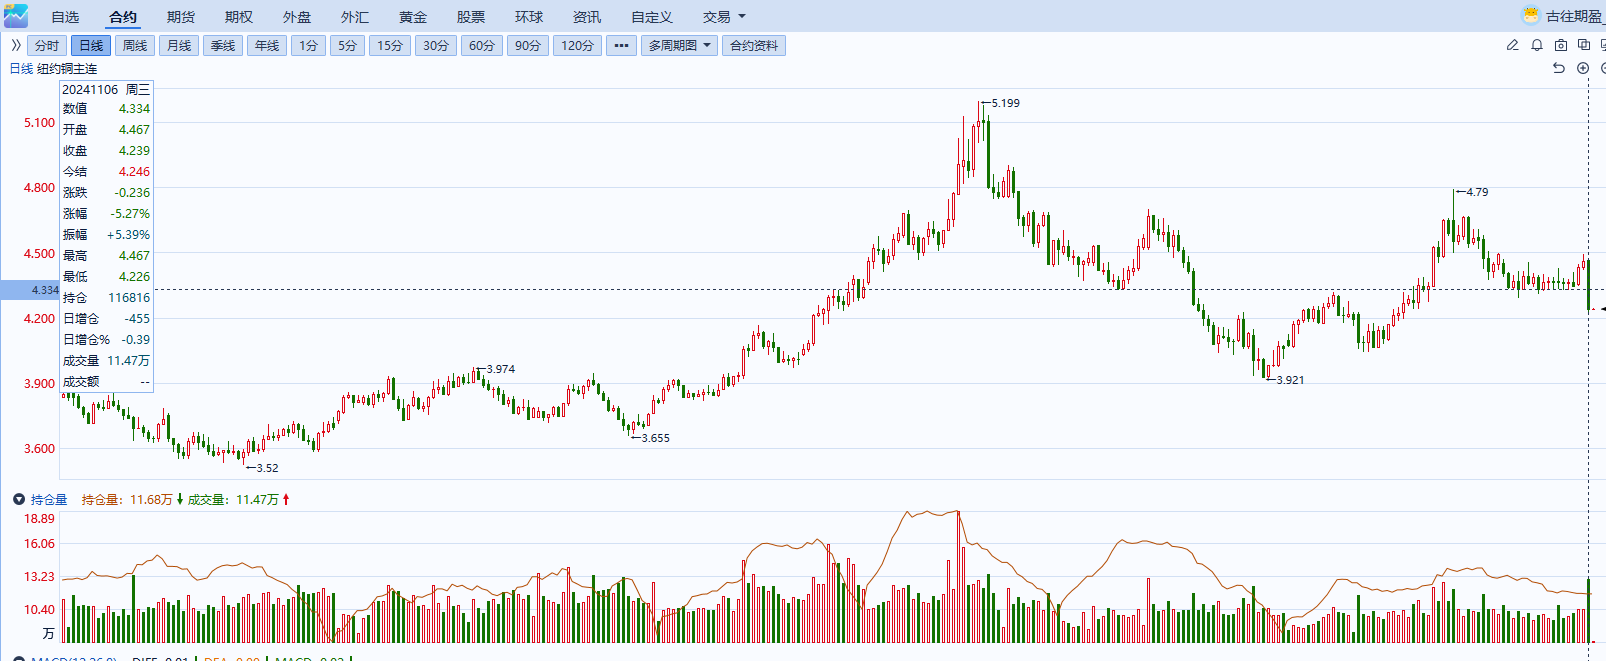 自选 合约 期货 期权 外盘 外汇 黄金 股票 环球 资讯 自定义 交易 古往期盈_
分时 日线 周线 月线 季线 年线 1分 5分 15分 30分 60分 90分 120分 ••• 多周期图 合约资料
日线 纽约铜主连
20241106 周三
数值 4.334
开盘 4.467
收盘 4.239
今结 4.246
涨跌 -0.236
涨幅 -5.27%
振幅 +5.39%
最高 4.467
最低 4.226
持仓 116816
日增仓 -455
日增仓% -0.39
成交量 11.47万
成交额 --
5.100
4.800
4.500
4.334
4.200
3.900
3.600
5.199
4.79
3.974
3.921
3.655
3.52
持仓量 持仓量: 11.68万 成交量: 11.47万
18.89
16.06
13.23
10.40
万